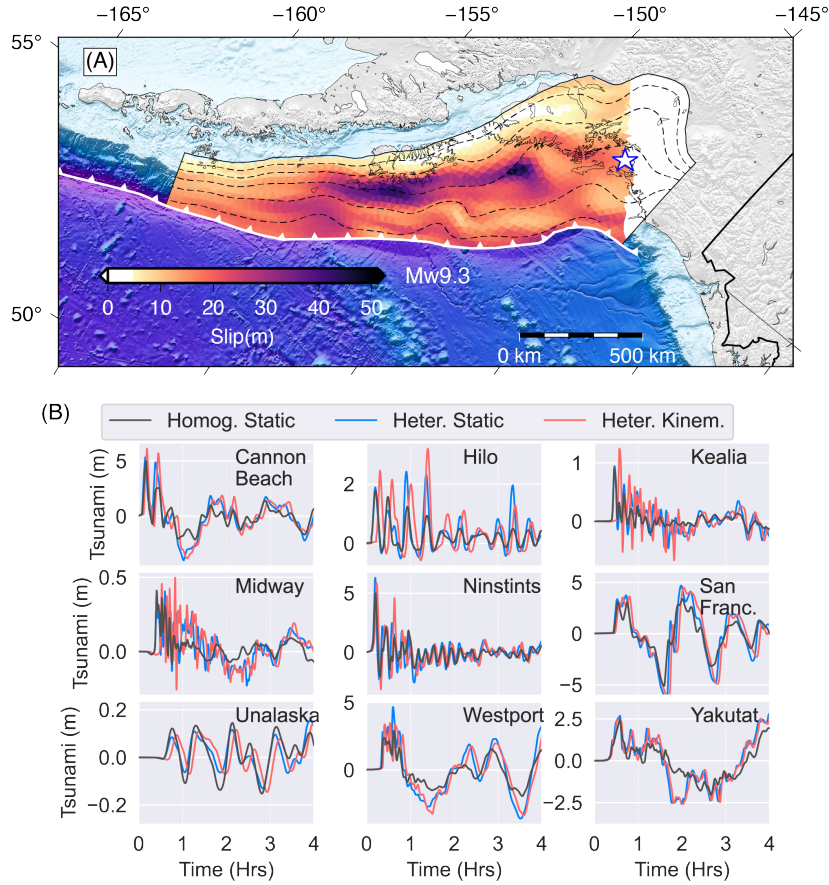 −165° −160° −155° −150° −145°
55°
(A)
50°
Mw9.3
0 10 20 30 40 50
Slip(m)
0 km 500 km
(B)
Homog. Static Heter. Static Heter. Kinem.
Cannon
Beach
Hilo
Kealia
Tsunami (m)
5
0
2
0
1
0
Midway
Ninstints
San
Franc.
Tsunami (m)
0.5
0.0
5
0
5
0
−5
Unalaska
Westport
Yakutat
Tsunami (m)
0.2
0.0
−0.2
5
0
2.5
0.0
−2.5
0 1 2 3 4
0 1 2 3 4
0 1 2 3 4
Time (Hrs) Time (Hrs) Time (Hrs)